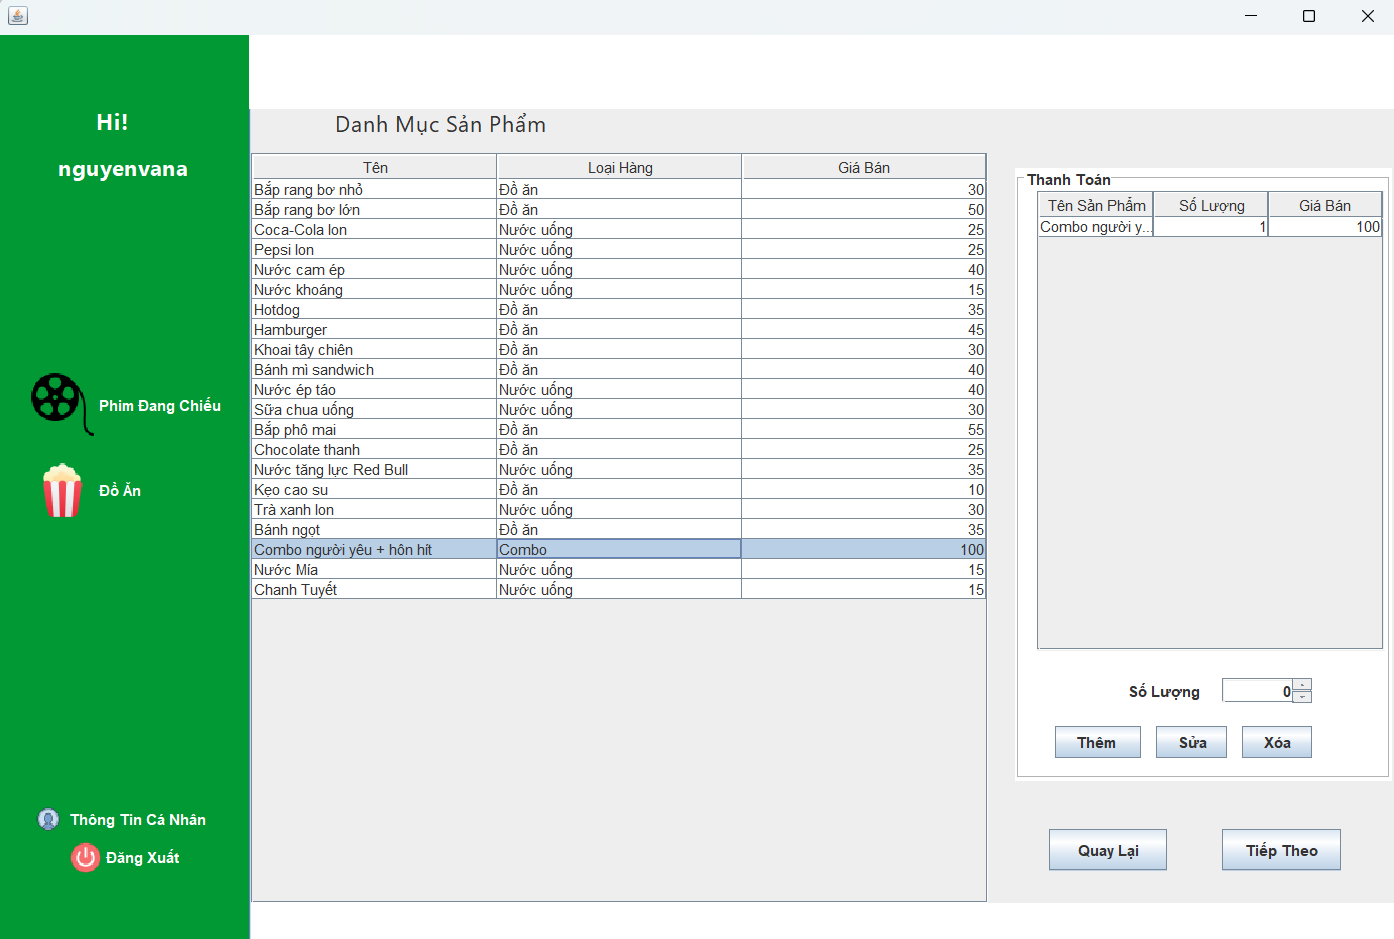 Hi!
nguyenvana
Phim Đang Chiếu
Đồ Ăn
Thông Tin Cá Nhân
Đăng Xuất
Danh Mục Sản Phẩm
Tên Loại Hàng Giá Bán
Bắp rang bơ nhỏ Đồ ăn 30
Bắp rang bơ lớn Đồ ăn 50
Coca-Cola lon Nước uống 25
Pepsi lon Nước uống 25
Nước cam ép Nước uống 40
Nước khoáng Nước uống 15
Hotdog Đồ ăn 35
Hamburger Đồ ăn 45
Khoai tây chiên Đồ ăn 30
Bánh mì sandwich Đồ ăn 40
Nước ép táo Nước uống 40
Sữa chua uống Nước uống 30
Bắp phô mai Đồ ăn 55
Chocolate thanh Đồ ăn 25
Nước tăng lực Red Bull Nước uống 35
Kẹo cao su Đồ ăn 10
Trà xanh lon Nước uống 30
Bánh ngọt Đồ ăn 35
Combo người yêu + hôn hít Combo 100
Nước Mía Nước uống 15
Chanh Tuyết Nước uống 15
Thanh Toán
Tên Sản Phẩm Số Lượng Giá Bán
Combo người y... 1 100
Số Lượng 0
Thêm Sửa Xóa
Quay Lại Tiếp Theo